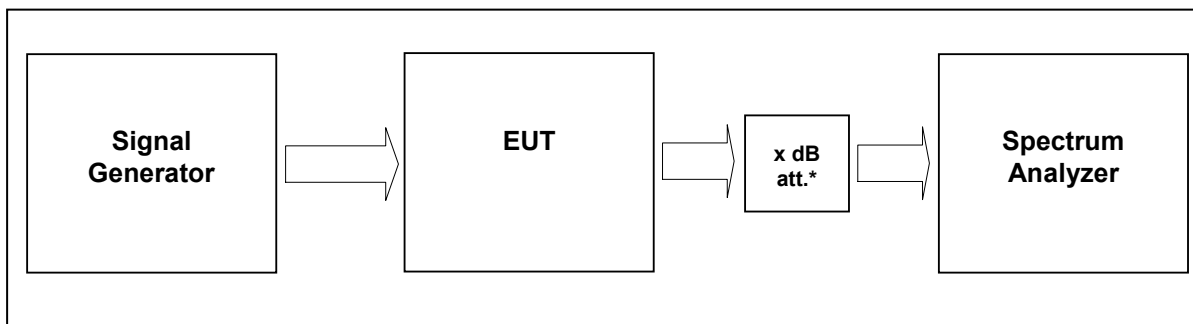 Signal
Generator
EUT
x dB
att.*
Spectrum
Analyzer